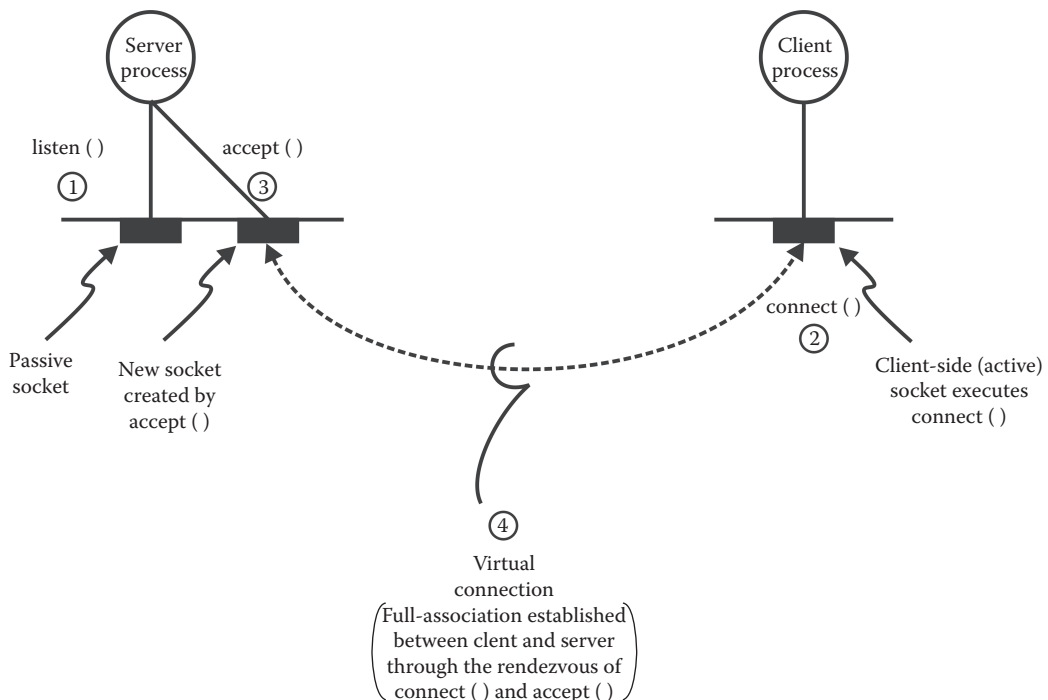 Server
process
Client
process
listen ( )
accept ( )
1
3
connect ( )
2
Passive
socket
New socket
created by
accept ( )
Client-side (active)
socket executes
connect ( )
4
Virtual
connection
Full-association established
between clent and server
through the rendezvous of
connect ( ) and accept ( )